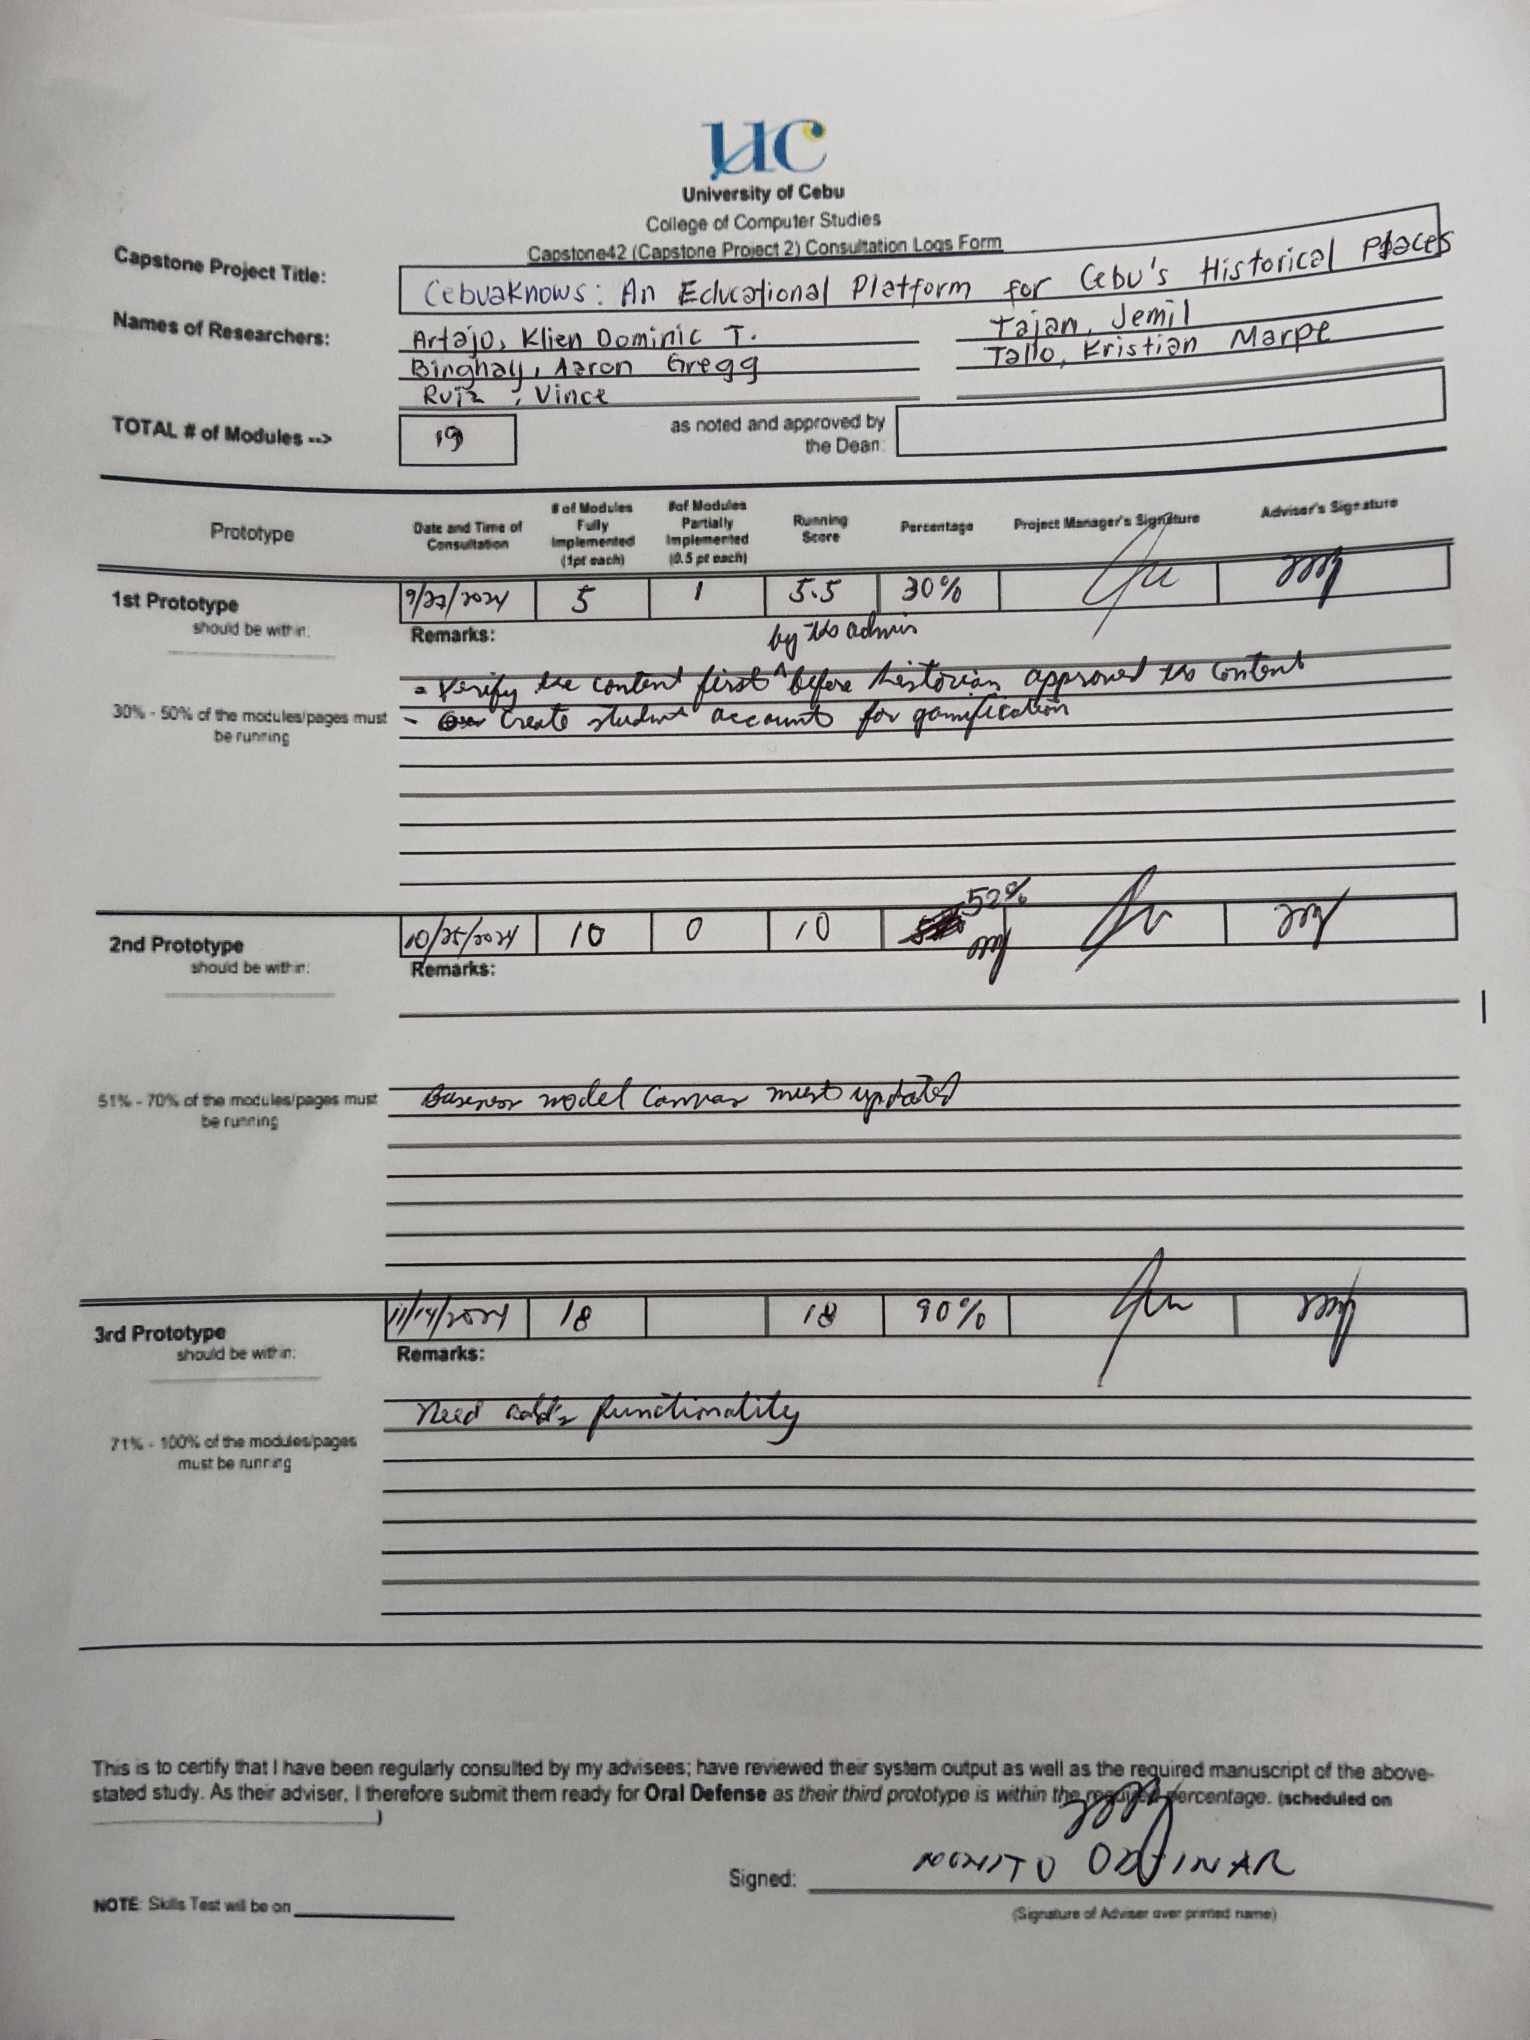 UC
University of Cebu
College of Computer Studies
Capstone42 (Capstone Project 2) Consultation Logs Form
Capstone Project Title:
CebuaKnows: An Educational Platform for Cebu's Historical Places
Names of Researchers:
Artajo, Klien Dominic T.
Tajan, Jemil
Binghay, Aaron Gregg
Tallo, Kristian Marpe
Ruiz, Vince
TOTAL # of Modules -->
19
as noted and approved by
the Dean:
Prototype
Date and Time of
Consultation
# of Modules
Fully
Implemented
(1pt each)
#of Modules
Partially
Implemented
(0.5 pt each)
Running
Score
Percentage
Project Manager's Signature
Adviser's Signature
1st Prototype
should be within:
9/23/2024 5 1 5.5 30%
Remarks:
by the admin
- Verify the content first ^ before historian approved the content
30% - 50% of the modules/pages must
be running
- Create student account for gamification
2nd Prototype
should be within:
10/25/2024 10 0 10 52%
Remarks:
51% - 70% of the modules/pages must
be running
Business model Canvas must updated
3rd Prototype
should be within:
11/14/2024 18 18 90%
Remarks:
71% - 100% of the modules/pages
must be running
Need functionality
This is to certify that I have been regularly consulted by my advisees; have reviewed their system output as well as the required manuscript of the above-
stated study. As their adviser, I therefore submit them ready for Oral Defense as their third prototype is within the required percentage. (scheduled on
)
Signed:
(Signature of Adviser over printed name)
NOTE: Skills Test will be on